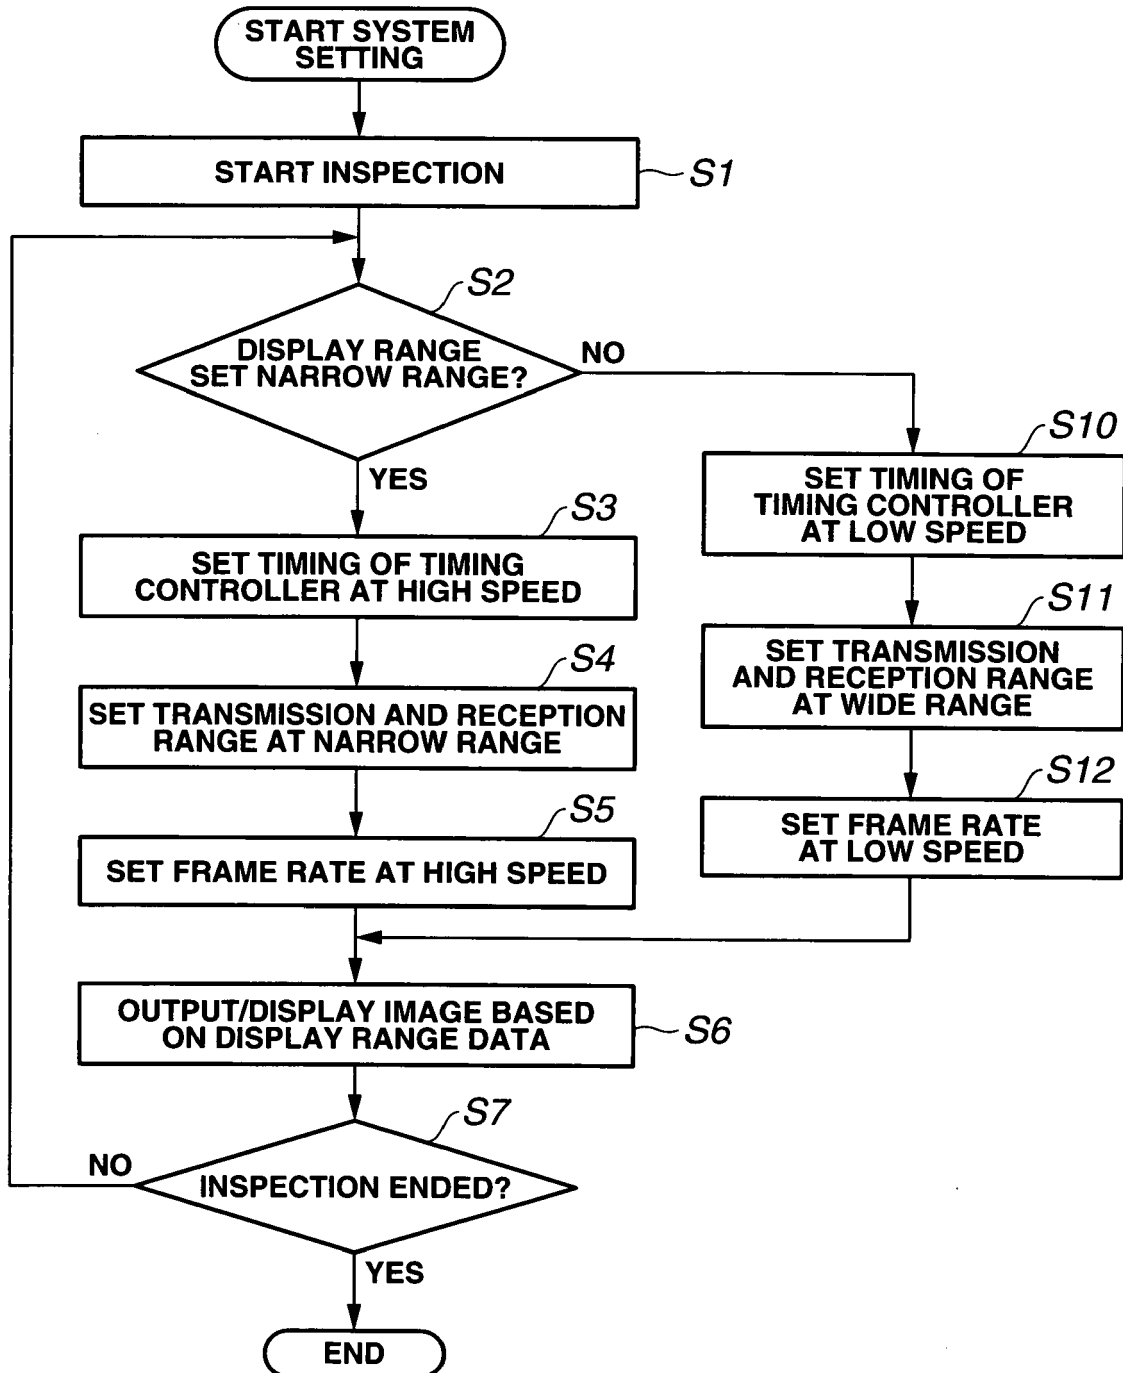 START SYSTEM
SETTING
START INSPECTION
S1
S2
DISPLAY RANGE
SET NARROW RANGE?
NO
YES
S3
SET TIMING OF TIMING
CONTROLLER AT HIGH SPEED
S4
SET TRANSMISSION AND RECEPTION
RANGE AT NARROW RANGE
S5
SET FRAME RATE AT HIGH SPEED
S10
SET TIMING OF
TIMING CONTROLLER
AT LOW SPEED
S11
SET TRANSMISSION
AND RECEPTION RANGE
AT WIDE RANGE
S12
SET FRAME RATE
AT LOW SPEED
OUTPUT/DISPLAY IMAGE BASED
ON DISPLAY RANGE DATA
S6
S7
INSPECTION ENDED?
NO
YES
END